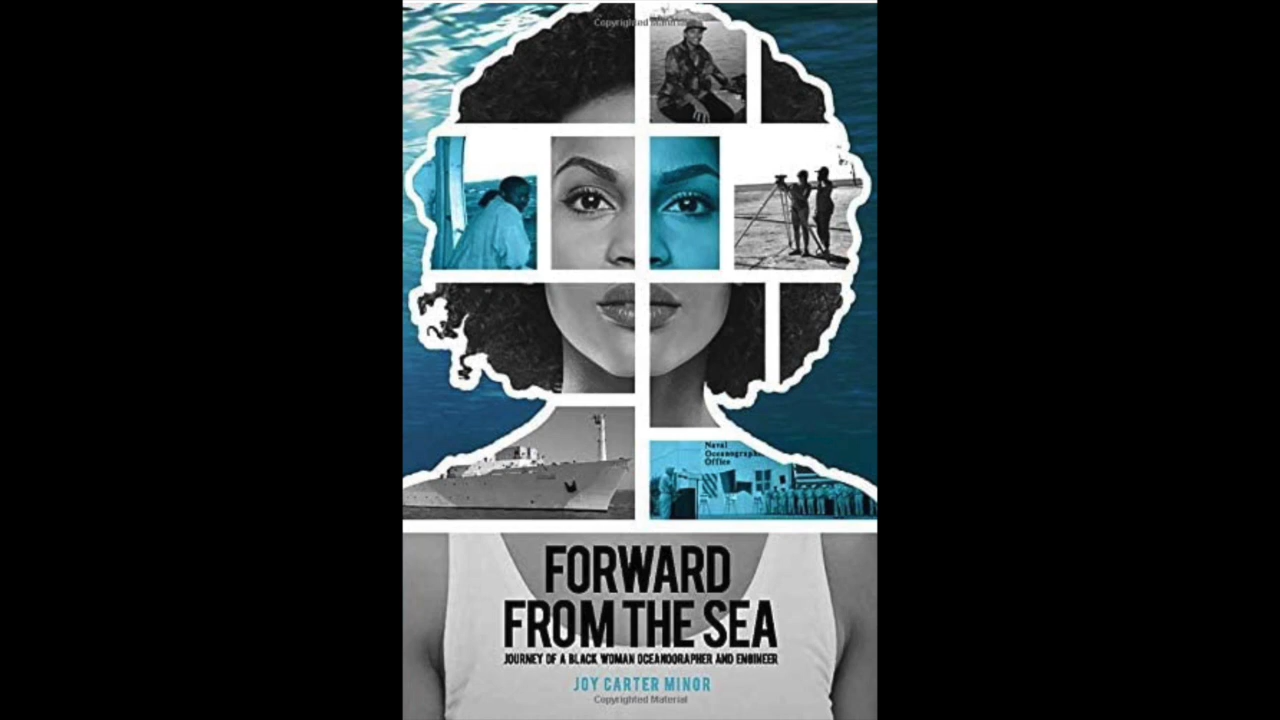 Copyrighted Material
Naval
Oceanographic
Office
FORWARD
FROM THE SEA
JOURNEY OF A BLACK WOMAN OCEANOGRAPHER AND ENGINEER
JOY CARTER MINOR
Copyrighted Material